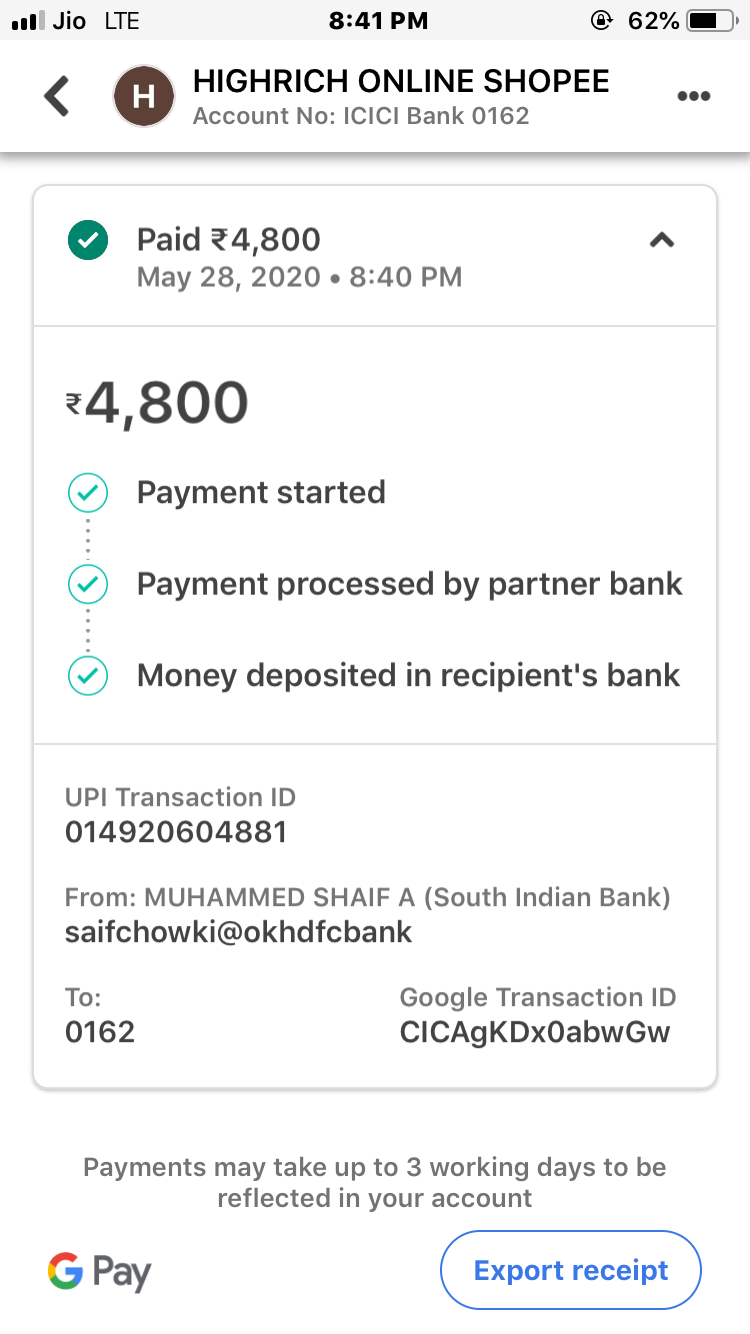 Jio LTE 8:41 PM 62%
HIGHRICH ONLINE SHOPEE
H
Account No: ICICI Bank 0162
Paid ₹4,800
May 28, 2020 • 8:40 PM
₹4,800
Payment started
Payment processed by partner bank
Money deposited in recipient's bank
UPI Transaction ID
014920604881
From: MUHAMMED SHAIF A (South Indian Bank)
saifchowki@okhdfcbank
To: Google Transaction ID
0162 CICAgKDx0abwGw
Payments may take up to 3 working days to be
reflected in your account
G Pay Export receipt